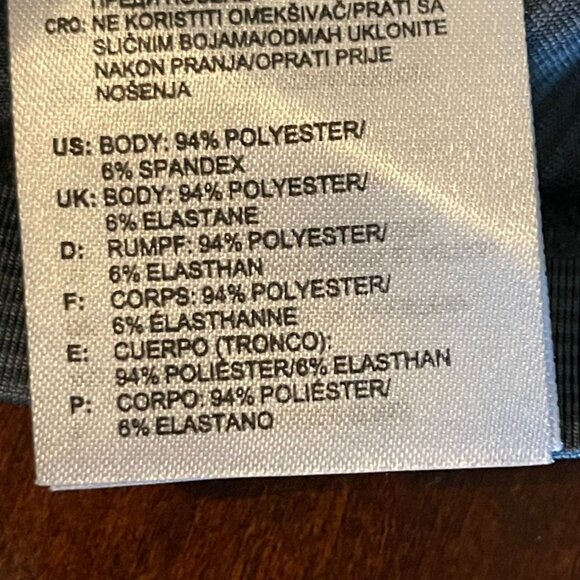 CRO: NE KORISTITI OMEKŠIVAČ/PRATI SA
SLIČNIM BOJAMA/ODMAH UKLONITE
NAKON PRANJA/OPRATI PRIJE
NOŠENJA
US: BODY: 94% POLYESTER/
6% SPANDEX
UK: BODY: 94% POLYESTER/
6% ELASTANE
D: RUMPF: 94% POLYESTER/
6% ELASTHAN
F: CORPS: 94% POLYESTER/
6% ÉLASTHANNE
E: CUERPO (TRONCO):
94% POLIÉSTER/6% ELASTHAN
P: CORPO: 94% POLIÉSTER/
6% ELASTANO